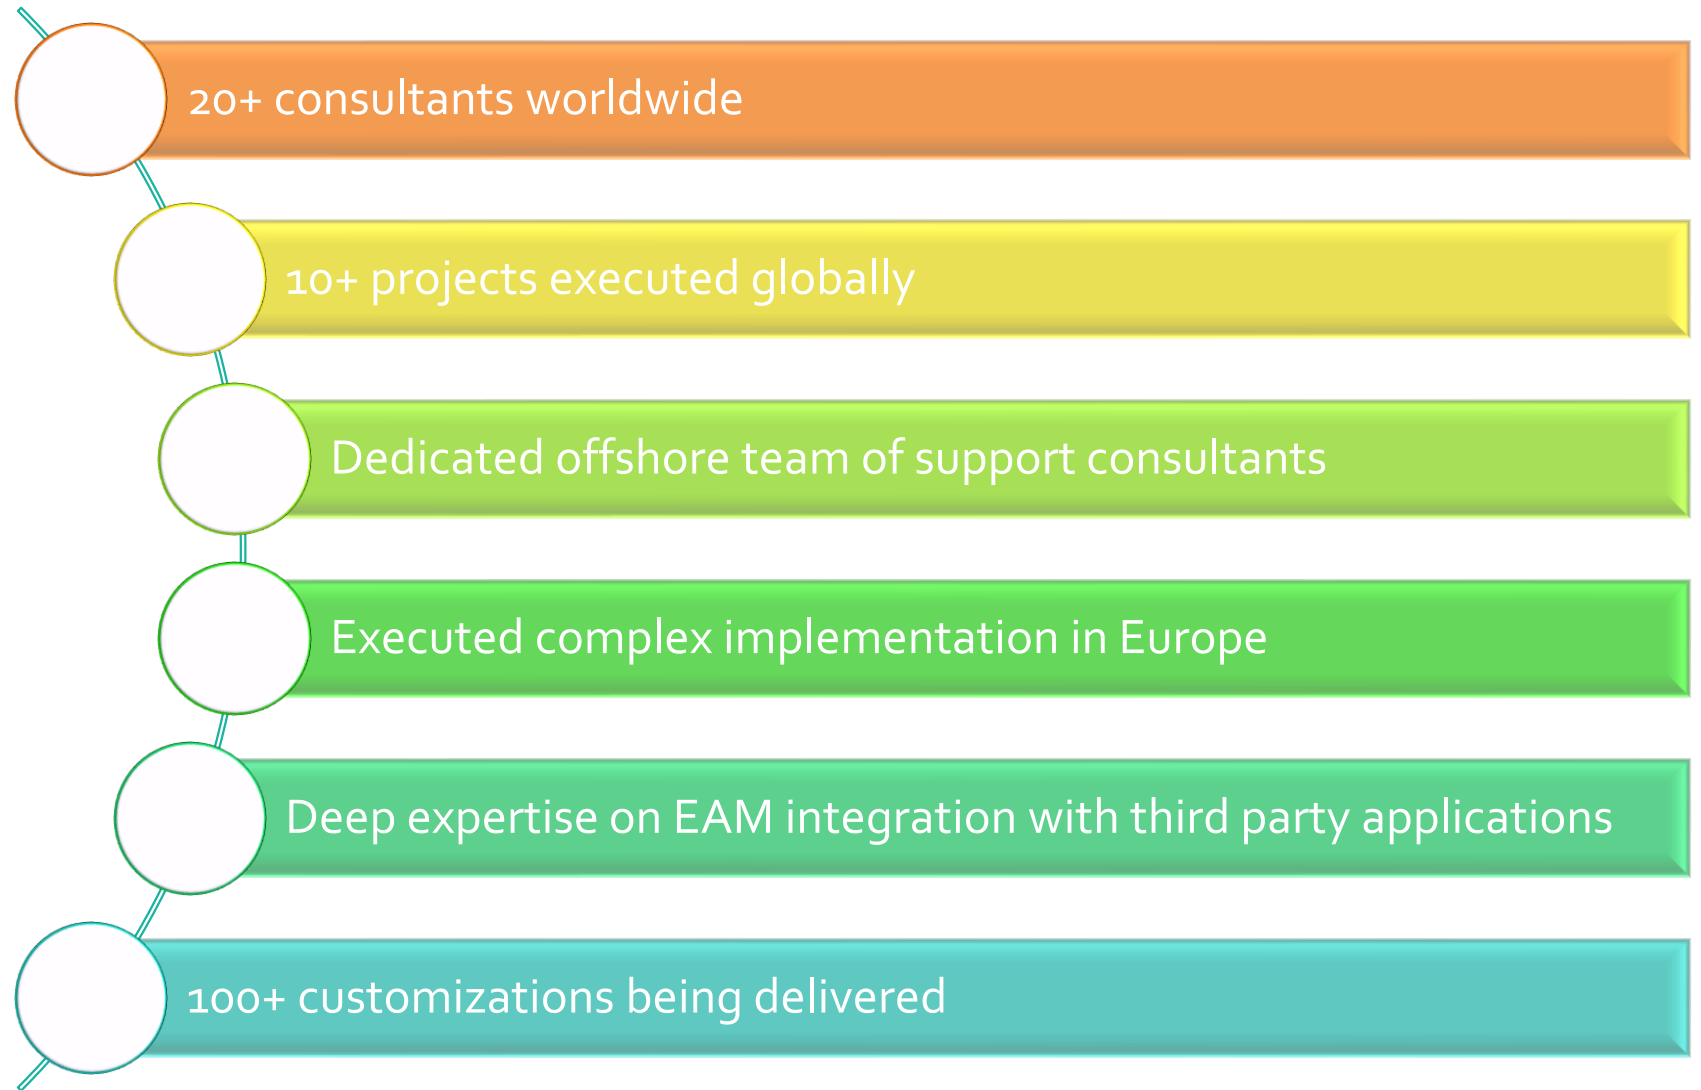 20+ consultants worldwide
10+ projects executed globally
Dedicated offshore team of support consultants
Executed complex implementation in Europe
Deep expertise on EAM integration with third party applications
100+ customizations being delivered